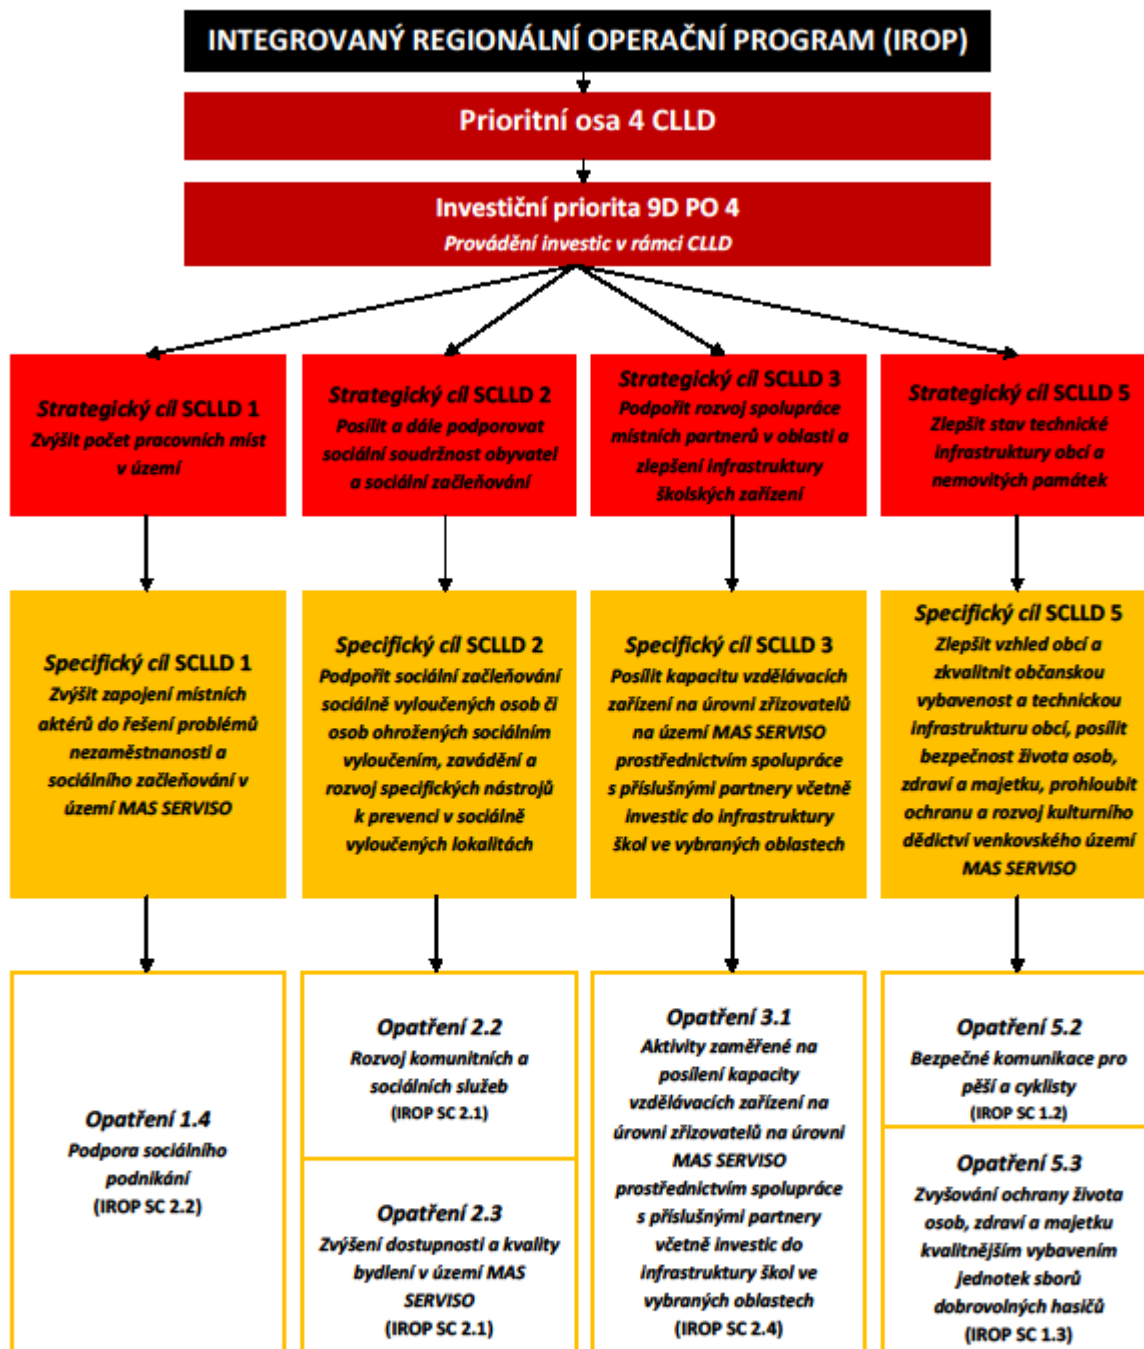 INTEGROVANÝ REGIONÁLNÍ OPERAČNÍ PROGRAM (IROP)
Prioritní osa 4 CLLD
Investiční priorita 9D PO 4
Provádění investic v rámci CLLD
Strategický cíl SCLLD 1
Zvýšit počet pracovních míst
v území
Strategický cíl SCLLD 2
Posílit a dále podporovat
sociální soudržnost obyvatel
a sociální začleňování
Strategický cíl SCLLD 3
Podpořit rozvoj spolupráce
místních partnerů v oblasti a
zlepšení infrastruktury
školských zařízení
Strategický cíl SCLLD 5
Zlepšit stav technické
infrastruktury obcí a
nemovitých památek
Specifický cíl SCLLD 1
Zvýšit zapojení místních
aktérů do řešení problémů
nezaměstnanosti a
sociálního začleňování v
území MAS SERVISO
Specifický cíl SCLLD 2
Podpořit sociální začleňování
sociálně vyloučených osob či
osob ohrožených sociálním
vyloučením, zavádění a
rozvoj specifických nástrojů
k prevenci v sociálně
vyloučených lokalitách
Specifický cíl SCLLD 3
Posílit kapacitu vzdělávacích
zařízení na úrovni zřizovatelů
na území MAS SERVISO
prostřednictvím spolupráce
s příslušnými partnery včetně
investic do infrastruktury
škol ve vybraných oblastech
Specifický cíl SCLLD 5
Zlepšit vzhled obcí a
zkvalitnit občanskou
vybavenost a technickou
infrastrukturu obcí, posílit
bezpečnost života osob,
zdraví a majetku, prohloubit
ochranu a rozvoj kulturního
dědictví venkovského území
MAS SERVISO
Opatření 1.4
Podpora sociálního
podnikání
(IROP SC 2.2)
Opatření 2.2
Rozvoj komunitních a
sociálních služeb
(IROP SC 2.1)
Opatření 2.3
Zvýšení dostupnosti a kvality
bydlení v území MAS
SERVISO
(IROP SC 2.1)
Opatření 3.1
Aktivity zaměřené na
posílení kapacity
vzdělávacích zařízení na
úrovni zřizovatelů na úrovni
MAS SERVISO
prostřednictvím spolupráce
s příslušnými partnery
včetně investic do
infrastruktury škol ve
vybraných oblastech
(IROP SC 2.4)
Opatření 5.2
Bezpečné komunikace pro
pěší a cyklisty
(IROP SC 1.2)
Opatření 5.3
Zvyšování ochrany života
osob, zdraví a majetku
kvalitnějším vybavením
jednotek sborů
dobrovolných hasičů
(IROP SC 1.3)